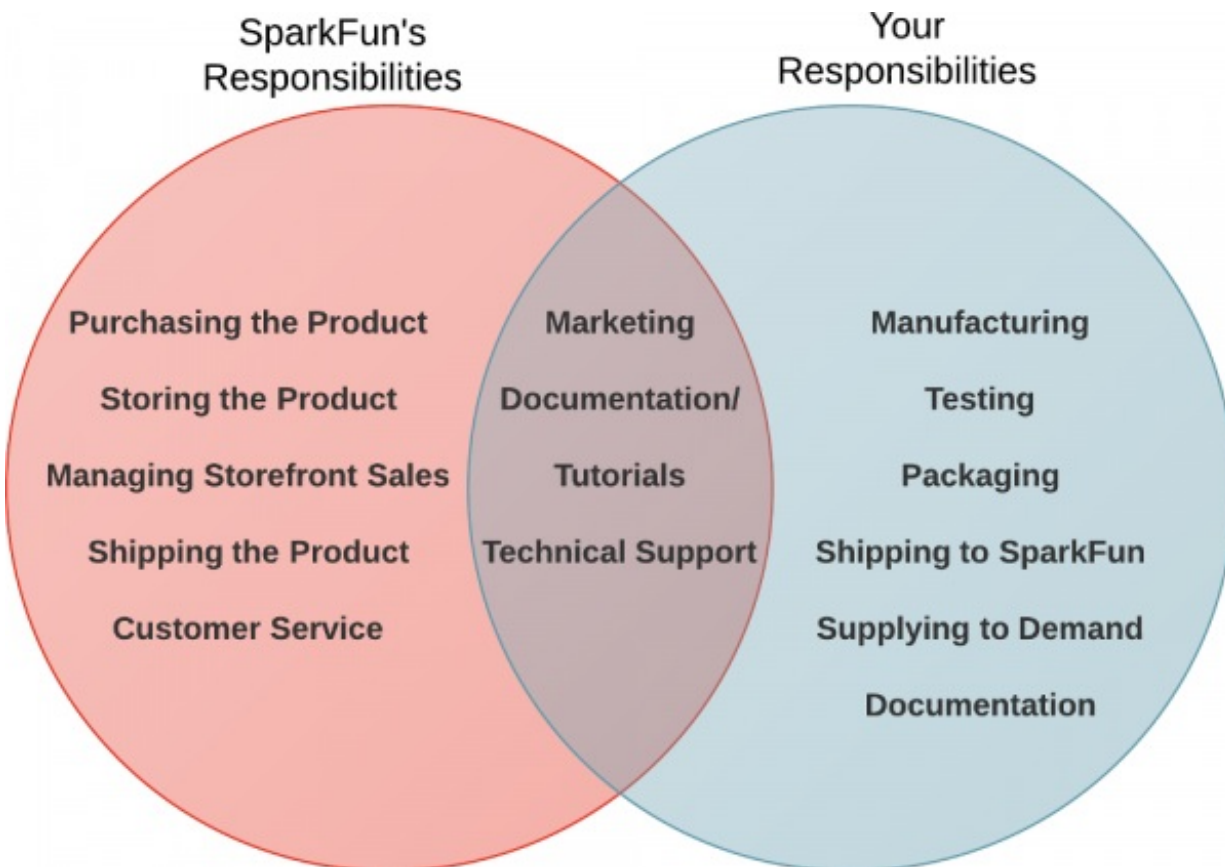 SparkFun's
Responsibilities
Your
Responsibilities
Purchasing the Product
Storing the Product
Managing Storefront Sales
Shipping the Product
Customer Service
Marketing
Documentation/
Tutorials
Technical Support
Manufacturing
Testing
Packaging
Shipping to SparkFun
Supplying to Demand
Documentation